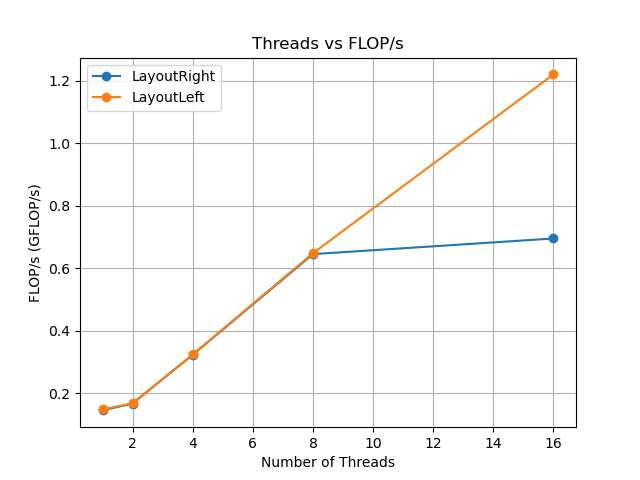 Threads vs FLOP/s
LayoutRight
LayoutLeft
FLOP/s (GFLOP/s)
1.2
1.0
0.8
0.6
0.4
0.2
2 4 6 8 10 12 14 16
Number of Threads